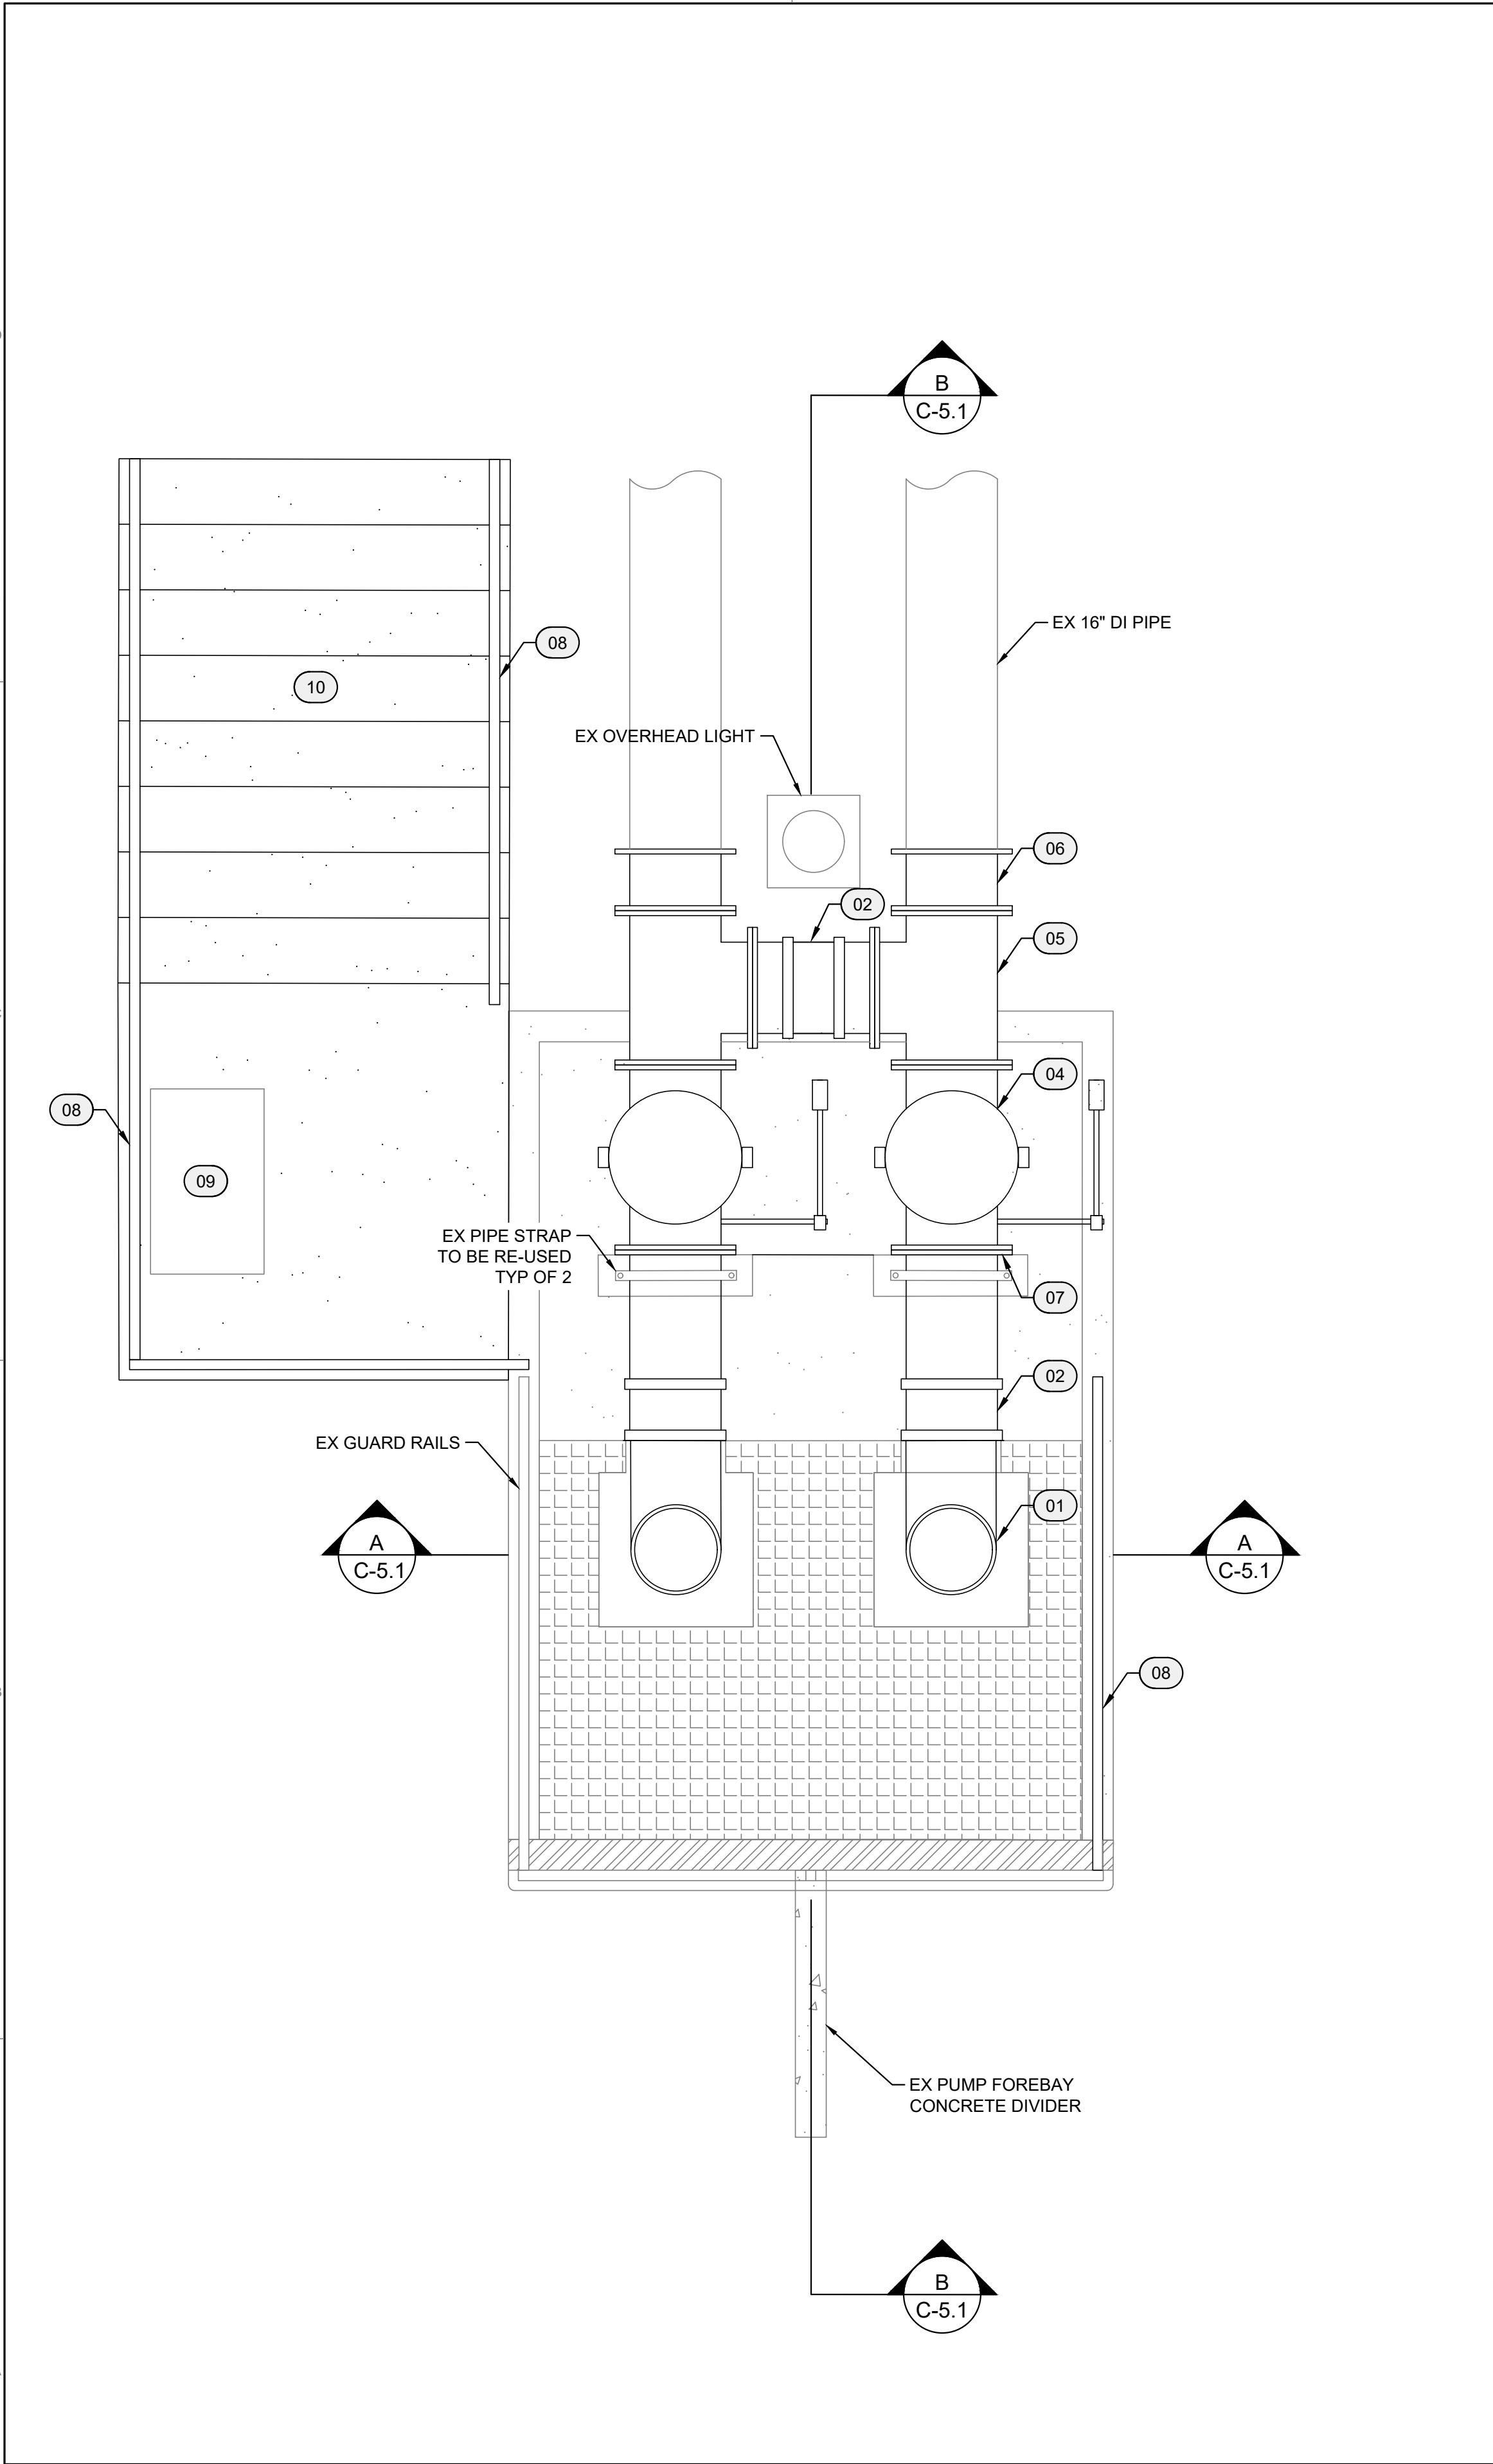 B
C-5.1
EX 16" DI PIPE
08
10
EX OVERHEAD LIGHT
06
02
05
04
08
09
EX PIPE STRAP
TO BE RE-USED
TYP OF 2
07
02
EX GUARD RAILS
01
A
C-5.1
A
C-5.1
08
EX PUMP FOREBAY
CONCRETE DIVIDER
B
C-5.1